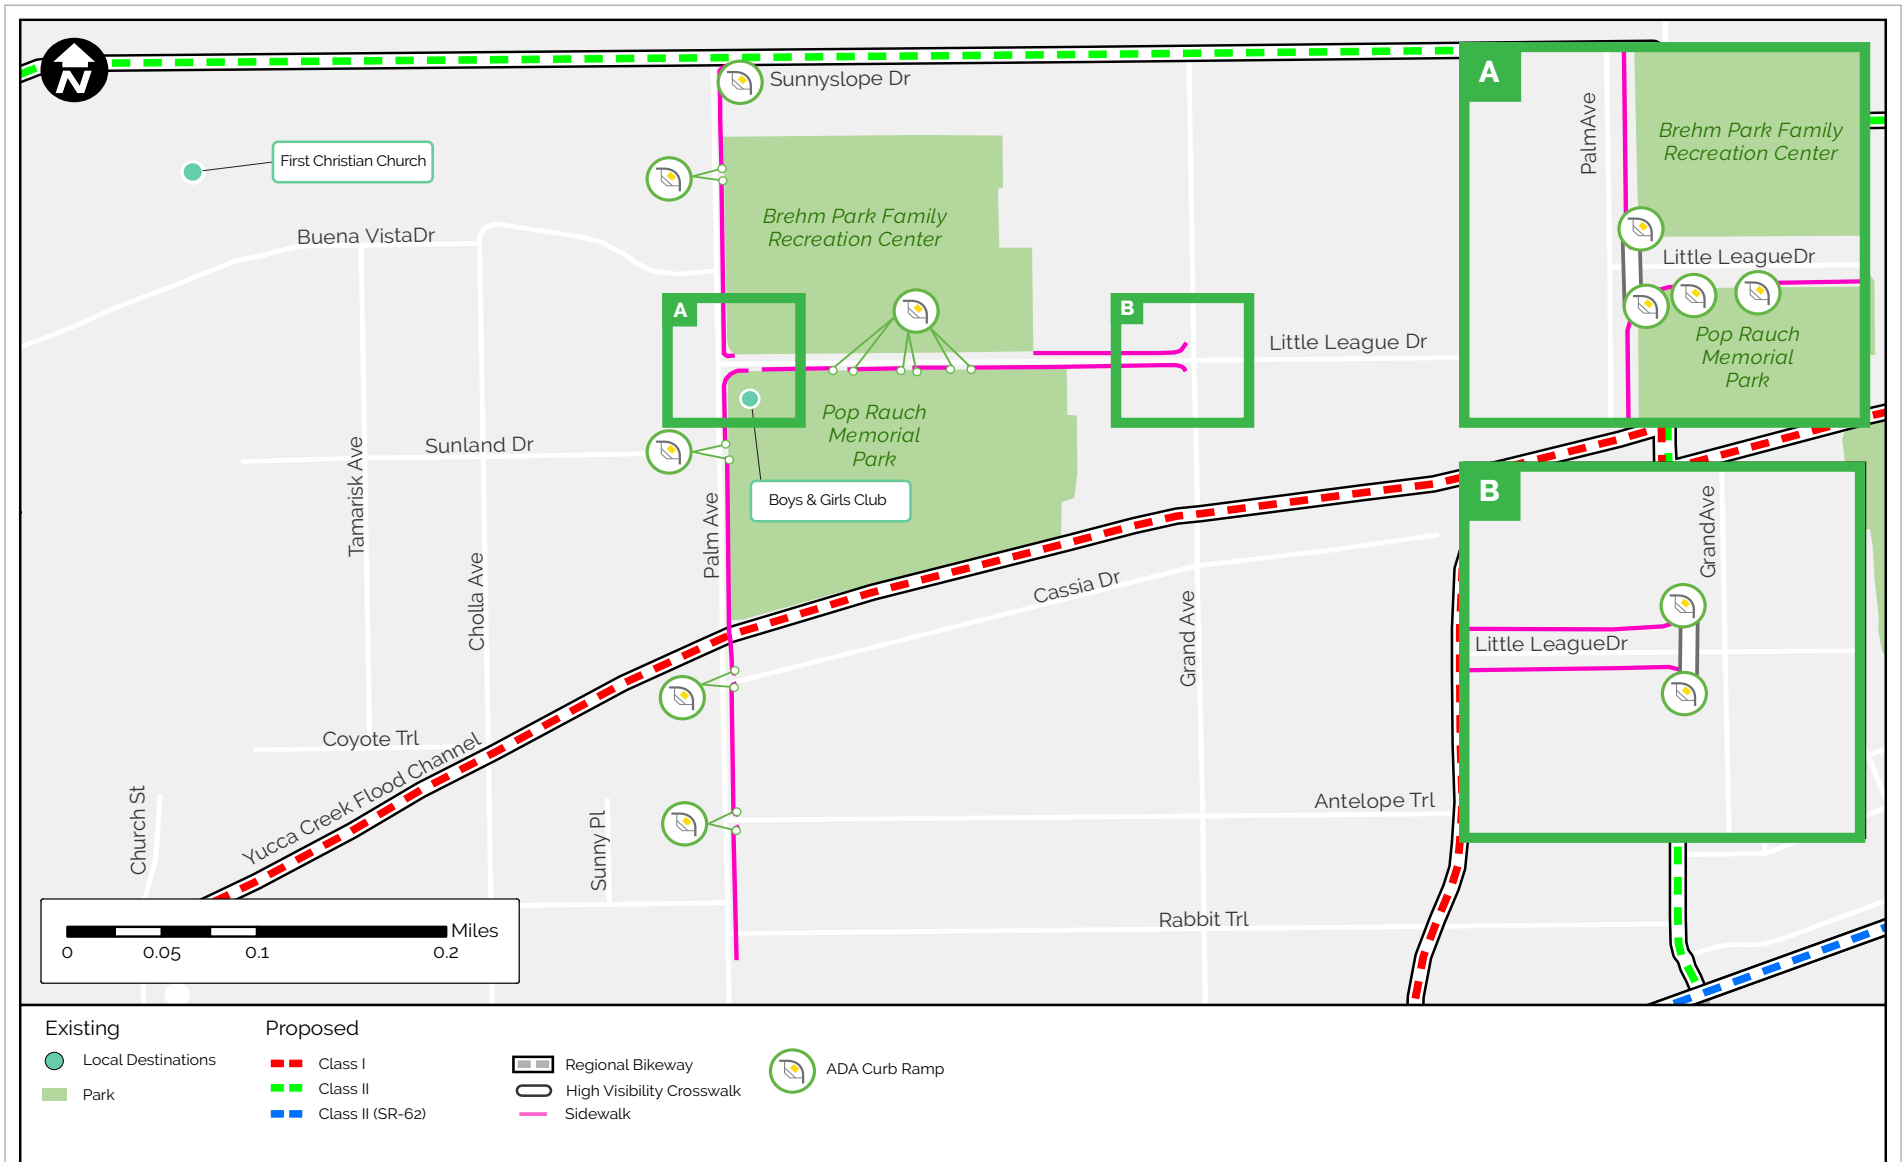 N
Sunnyslope Dr
First Christian Church
Buena VistaDr
Brehm Park Family
Recreation Center
A
B
Little League Dr
Pop Rauch
Memorial
Park
Sunland Dr
Boys & Girls Club
Tamarisk Ave
Cholla Ave
Palm Ave
Cassia Dr
Grand Ave
Coyote Trl
Yucca Creek Flood Channel
Church St
Sunny Pl
Antelope Trl
Rabbit Trl
A
PalmAve
Brehm Park Family
Recreation Center
Little LeagueDr
Pop Rauch
Memorial
Park
B
GrandAve
Little LeagueDr
Miles
0 0.05 0.1 0.2
Existing
Local Destinations
Park
Proposed
Class I
Class II
Class II (SR-62)
Regional Bikeway
High Visibility Crosswalk
Sidewalk
ADA Curb Ramp